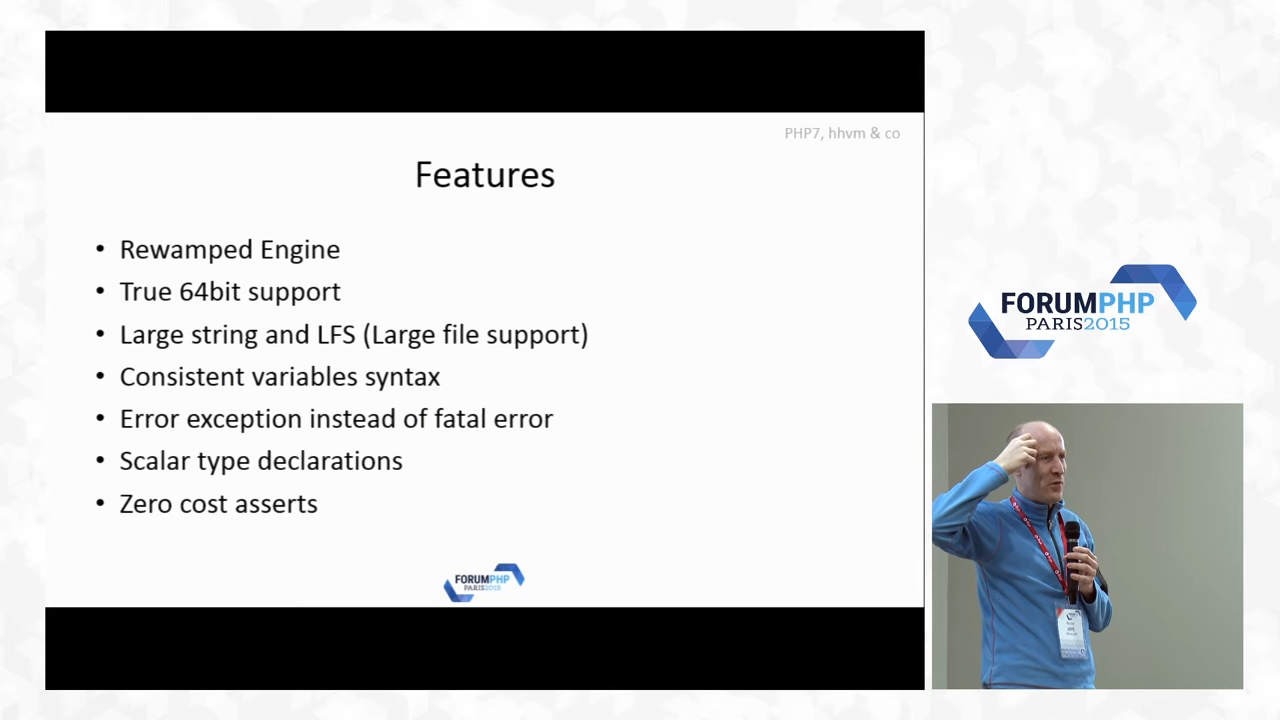 PHP7, hhvm & co
Features
• Rewamped Engine
• True 64bit support
• Large string and LFS (Large file support)
• Consistent variables syntax
• Error exception instead of fatal error
• Scalar type declarations
• Zero cost asserts
FORUMPHP
PARIS2015
FORUMPHP
PARIS2015